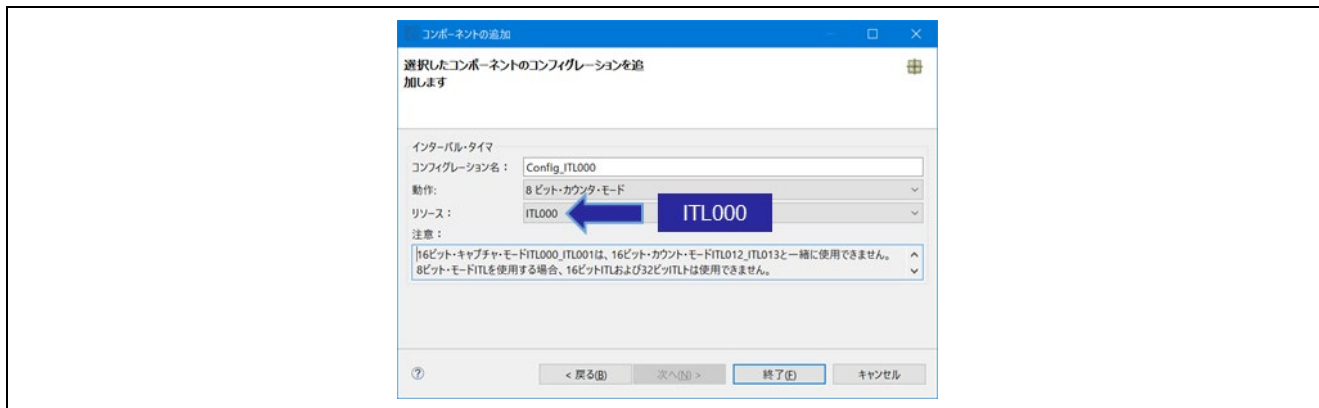 コンポーネントの追加
選択したコンポーネントのコンフィグレーションを追
加します
インターバル・タイマ
コンフィグレーション名：
Config_ITL000
動作:
8 ビット・カウンタ・モード
リソース：
ITL000
ITL000
注意：
16ビット・キャプチャ・モードITL000_ITL001は、16ビット・カウント・モードITL012_ITL013と一緒に使用できません。
8ビット・モードITLを使用する場合、16ビットITLおよび32ビッITLトは使用できません。
< 戻る(B)
次へ(N) >
終了(F)
キャンセル